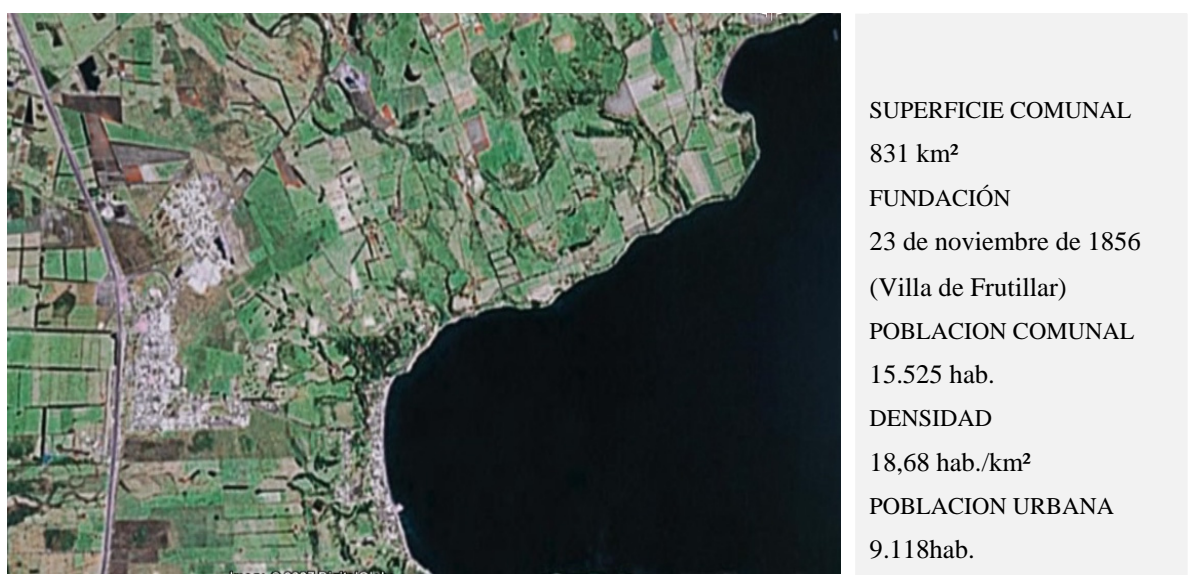 SUPERFICIE COMUNAL
831 km²
FUNDACIÓN
23 de noviembre de 1856
(Villa de Frutillar)
POBLACION COMUNAL
15.525 hab.
DENSIDAD
18,68 hab./km²
POBLACION URBANA
9.118hab.